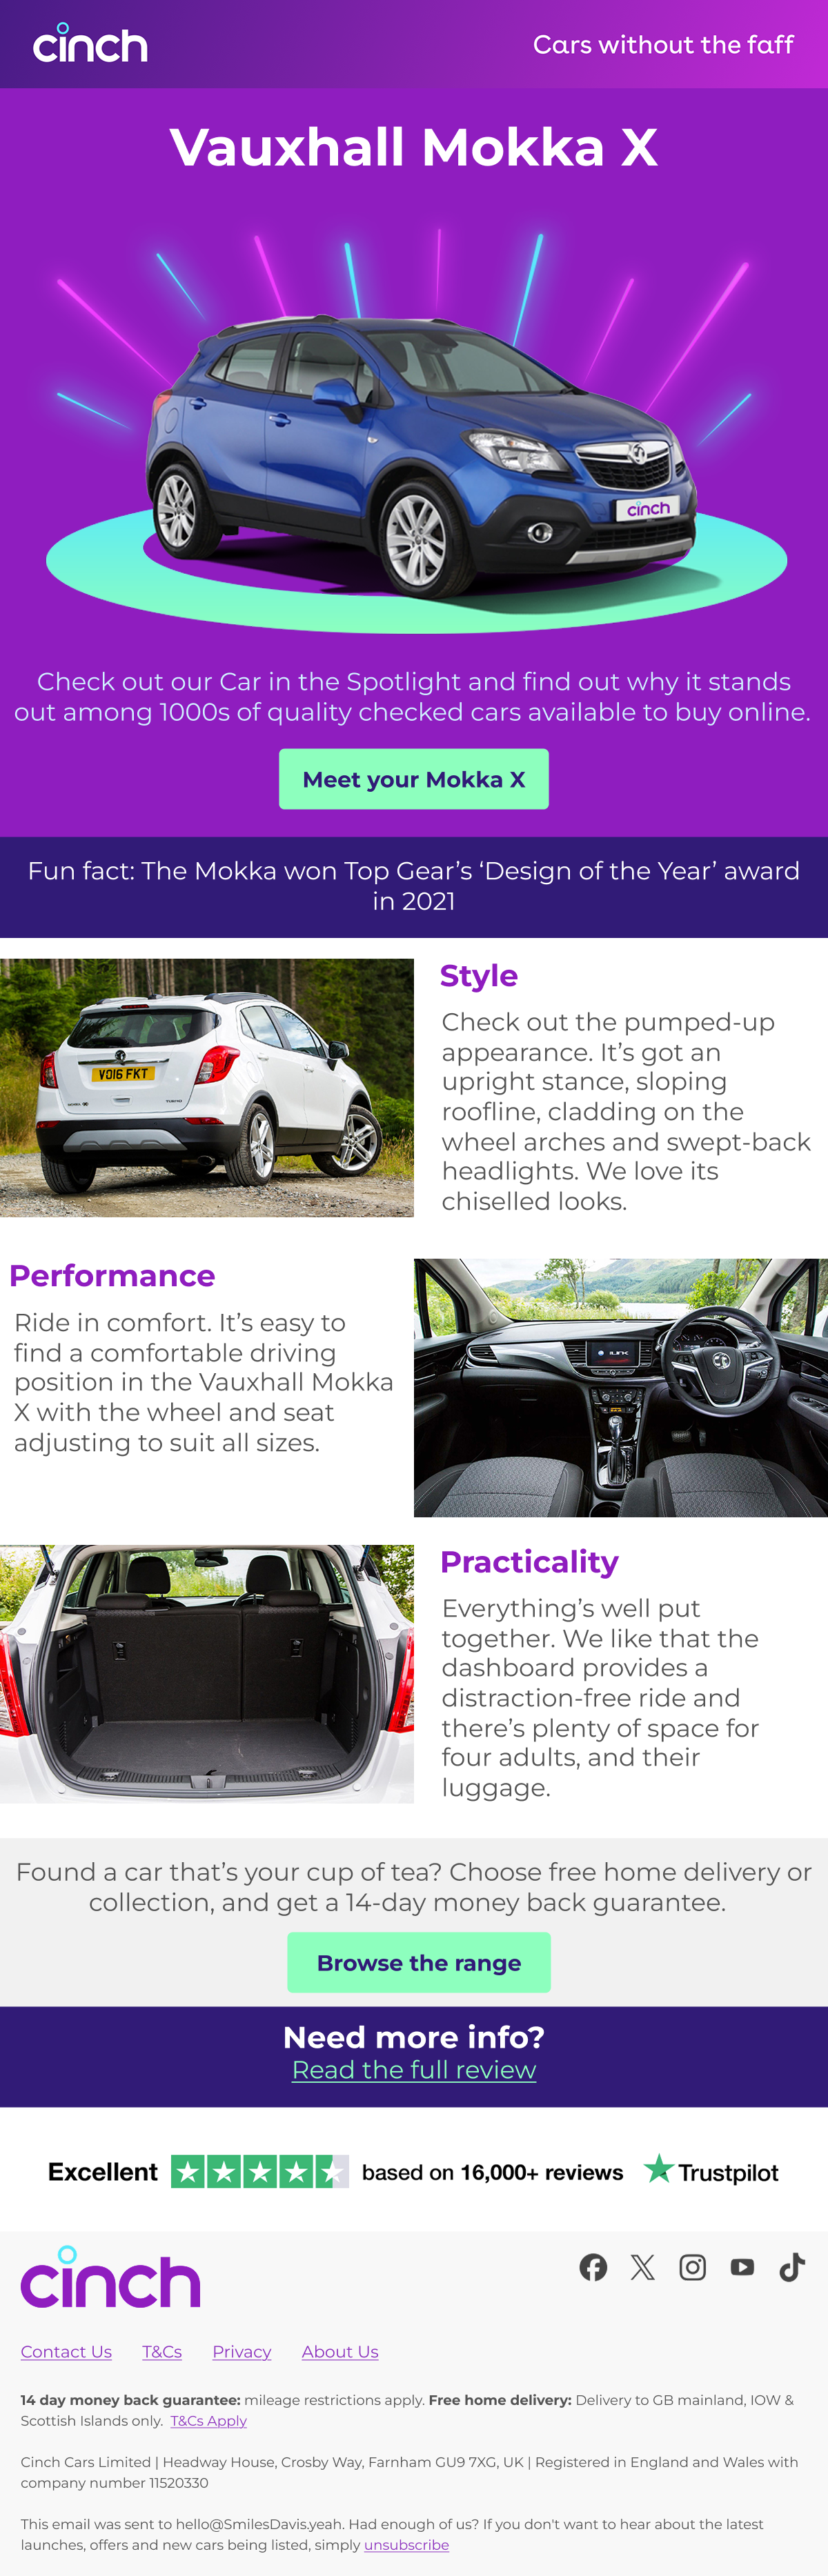 cinch
Cars without the faff
Vauxhall Mokka X
cinch
Check out our Car in the Spotlight and find out why it stands
out among 1000s of quality checked cars available to buy online.
Meet your Mokka X
Fun fact: The Mokka won Top Gear’s ‘Design of the Year’ award
in 2021
VO16 FKT
Style
Check out the pumped-up
appearance. It’s got an
upright stance, sloping
roofline, cladding on the
wheel arches and swept-back
headlights. We love its
chiselled looks.
Performance
Ride in comfort. It’s easy to
find a comfortable driving
position in the Vauxhall Mokka
X with the wheel and seat
adjusting to suit all sizes.
Practicality
Everything’s well put
together. We like that the
dashboard provides a
distraction-free ride and
there’s plenty of space for
four adults, and their
luggage.
Found a car that’s your cup of tea? Choose free home delivery or
collection, and get a 14-day money back guarantee.
Browse the range
Need more info?
Read the full review
Excellent based on 16,000+ reviews Trustpilot
cinch
Contact Us T&Cs Privacy About Us
14 day money back guarantee: mileage restrictions apply. Free home delivery: Delivery to GB mainland, IOW &
Scottish Islands only. T&Cs Apply
Cinch Cars Limited | Headway House, Crosby Way, Farnham GU9 7XG, UK | Registered in England and Wales with
company number 11520330
This email was sent to hello@SmilesDavis.yeah. Had enough of us? If you don't want to hear about the latest
launches, offers and new cars being listed, simply unsubscribe